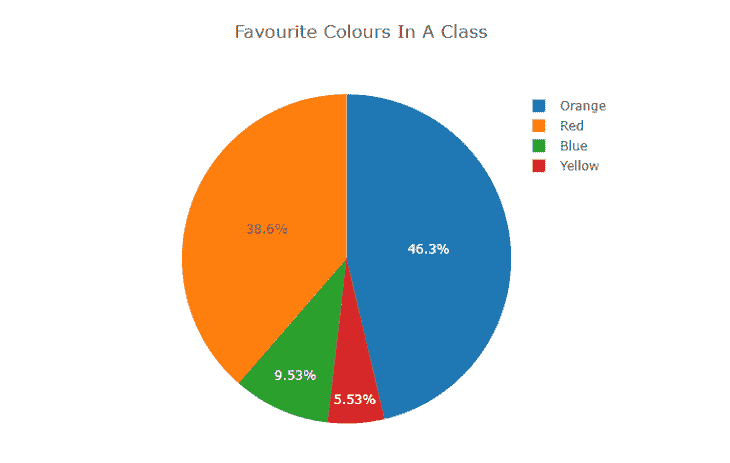 Favourite Colours In A Class
Orange
Red
Blue
Yellow
38.6%
46.3%
9.53%
5.53%